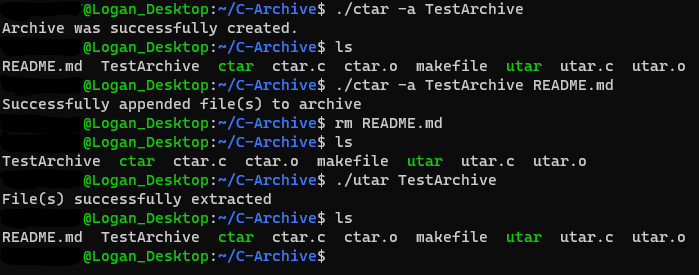 @Logan_Desktop:~/C-Archive$ ./ctar -a TestArchive
Archive was successfully created.
@Logan_Desktop:~/C-Archive$ ls
README.md  TestArchive  ctar  ctar.c  ctar.o  makefile  utar  utar.c  utar.o
@Logan_Desktop:~/C-Archive$ ./ctar -a TestArchive README.md
Successfully appended file(s) to archive
@Logan_Desktop:~/C-Archive$ rm README.md
@Logan_Desktop:~/C-Archive$ ls
TestArchive  ctar  ctar.c  ctar.o  makefile  utar  utar.c  utar.o
@Logan_Desktop:~/C-Archive$ ./utar TestArchive
File(s) successfully extracted
@Logan_Desktop:~/C-Archive$ ls
README.md  TestArchive  ctar  ctar.c  ctar.o  makefile  utar  utar.c  utar.o
@Logan_Desktop:~/C-Archive$